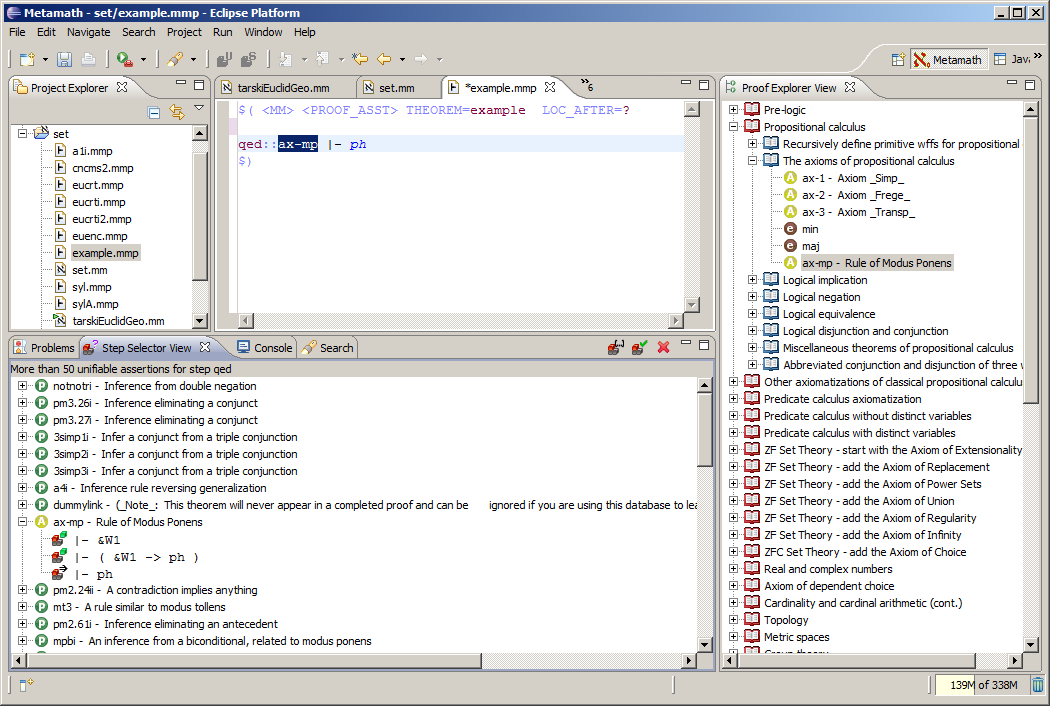 Metamath - set/example.mmp - Eclipse Platform
File Edit Navigate Search Project Run Window Help
Metamath
Java
Project Explorer
set
a1i.mmp
cncms2.mmp
eucrt.mmp
eucrti.mmp
eucrti2.mmp
euenc.mmp
example.mmp
set.mm
syl.mmp
sylA.mmp
tarskiEuclidGeo.mm
tarskiEuclidGeo.mm
set.mm
*example.mmp
6
$( <MM> <PROOF_ASST> THEOREM=example LOC_AFTER=?
qed::ax-mp |- ph
$)
Proof Explorer View
Pre-logic
Propositional calculus
Recursively define primitive wffs for propositional
The axioms of propositional calculus
A ax-1 - Axiom _Simp_
A ax-2 - Axiom _Frege_
A ax-3 - Axiom _Transp_
e min
e maj
A ax-mp - Rule of Modus Ponens
Logical implication
Logical negation
Logical equivalence
Logical disjunction and conjunction
Miscellaneous theorems of propositional calculus
Abbreviated conjunction and disjunction of three
Other axiomatizations of classical propositional calculu
Predicate calculus axiomatization
Predicate calculus without distinct variables
Predicate calculus with distinct variables
ZF Set Theory - start with the Axiom of Extensionality
ZF Set Theory - add the Axiom of Replacement
ZF Set Theory - add the Axiom of Power Sets
ZF Set Theory - add the Axiom of Union
ZF Set Theory - add the Axiom of Regularity
ZF Set Theory - add the Axiom of Infinity
ZFC Set Theory - add the Axiom of Choice
Real and complex numbers
Axiom of dependent choice
Cardinality and cardinal arithmetic (cont.)
Topology
Metric spaces
Problems
Step Selector View
Console
Search
More than 50 unifiable assertions for step qed
P notnotri - Inference from double negation
P pm3.26i - Inference eliminating a conjunct
P pm3.27i - Inference eliminating a conjunct
P 3simp1i - Infer a conjunct from a triple conjunction
P 3simp2i - Infer a conjunct from a triple conjunction
P 3simp3i - Infer a conjunct from a triple conjunction
P a4i - Inference rule reversing generalization
P dummylink - (_Note_: This theorem will never appear in a completed proof and can be ignored if you are using this database to lea
A ax-mp - Rule of Modus Ponens
|- &W1
|- ( &W1 -> ph )
|- ph
P pm2.24ii - A contradiction implies anything
P mt3 - A rule similar to modus tollens
P pm2.61i - Inference eliminating an antecedent
P mpbi - An inference from a biconditional, related to modus ponens
139M of 338M